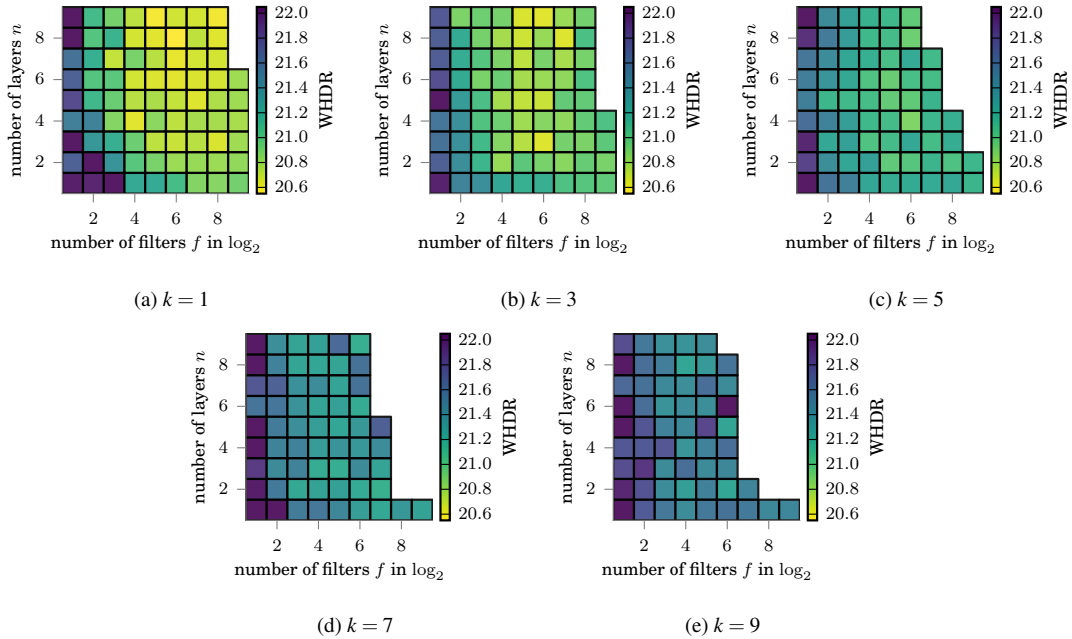 number of layers n
8
6
4
2
2 4 6 8
number of filters f in log₂
22.0
21.8
21.6
21.4
21.2
21.0
20.8
20.6
WHDR
(a) k = 1
number of layers n
8
6
4
2
2 4 6 8
number of filters f in log₂
22.0
21.8
21.6
21.4
21.2
21.0
20.8
20.6
WHDR
(b) k = 3
number of layers n
8
6
4
2
2 4 6 8
number of filters f in log₂
22.0
21.8
21.6
21.4
21.2
21.0
20.8
20.6
WHDR
(c) k = 5
number of layers n
8
6
4
2
2 4 6 8
number of filters f in log₂
22.0
21.8
21.6
21.4
21.2
21.0
20.8
20.6
WHDR
(d) k = 7
number of layers n
8
6
4
2
2 4 6 8
number of filters f in log₂
22.0
21.8
21.6
21.4
21.2
21.0
20.8
20.6
WHDR
(e) k = 9